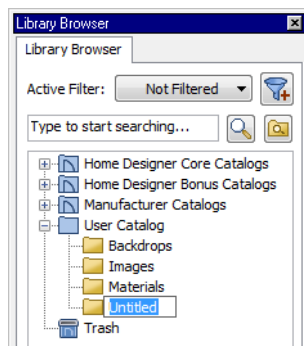 Library Browser
Library Browser
Active Filter: Not Filtered
Type to start searching...
Home Designer Core Catalogs
Home Designer Bonus Catalogs
Manufacturer Catalogs
User Catalog
Backdrops
Images
Materials
Untitled
Trash